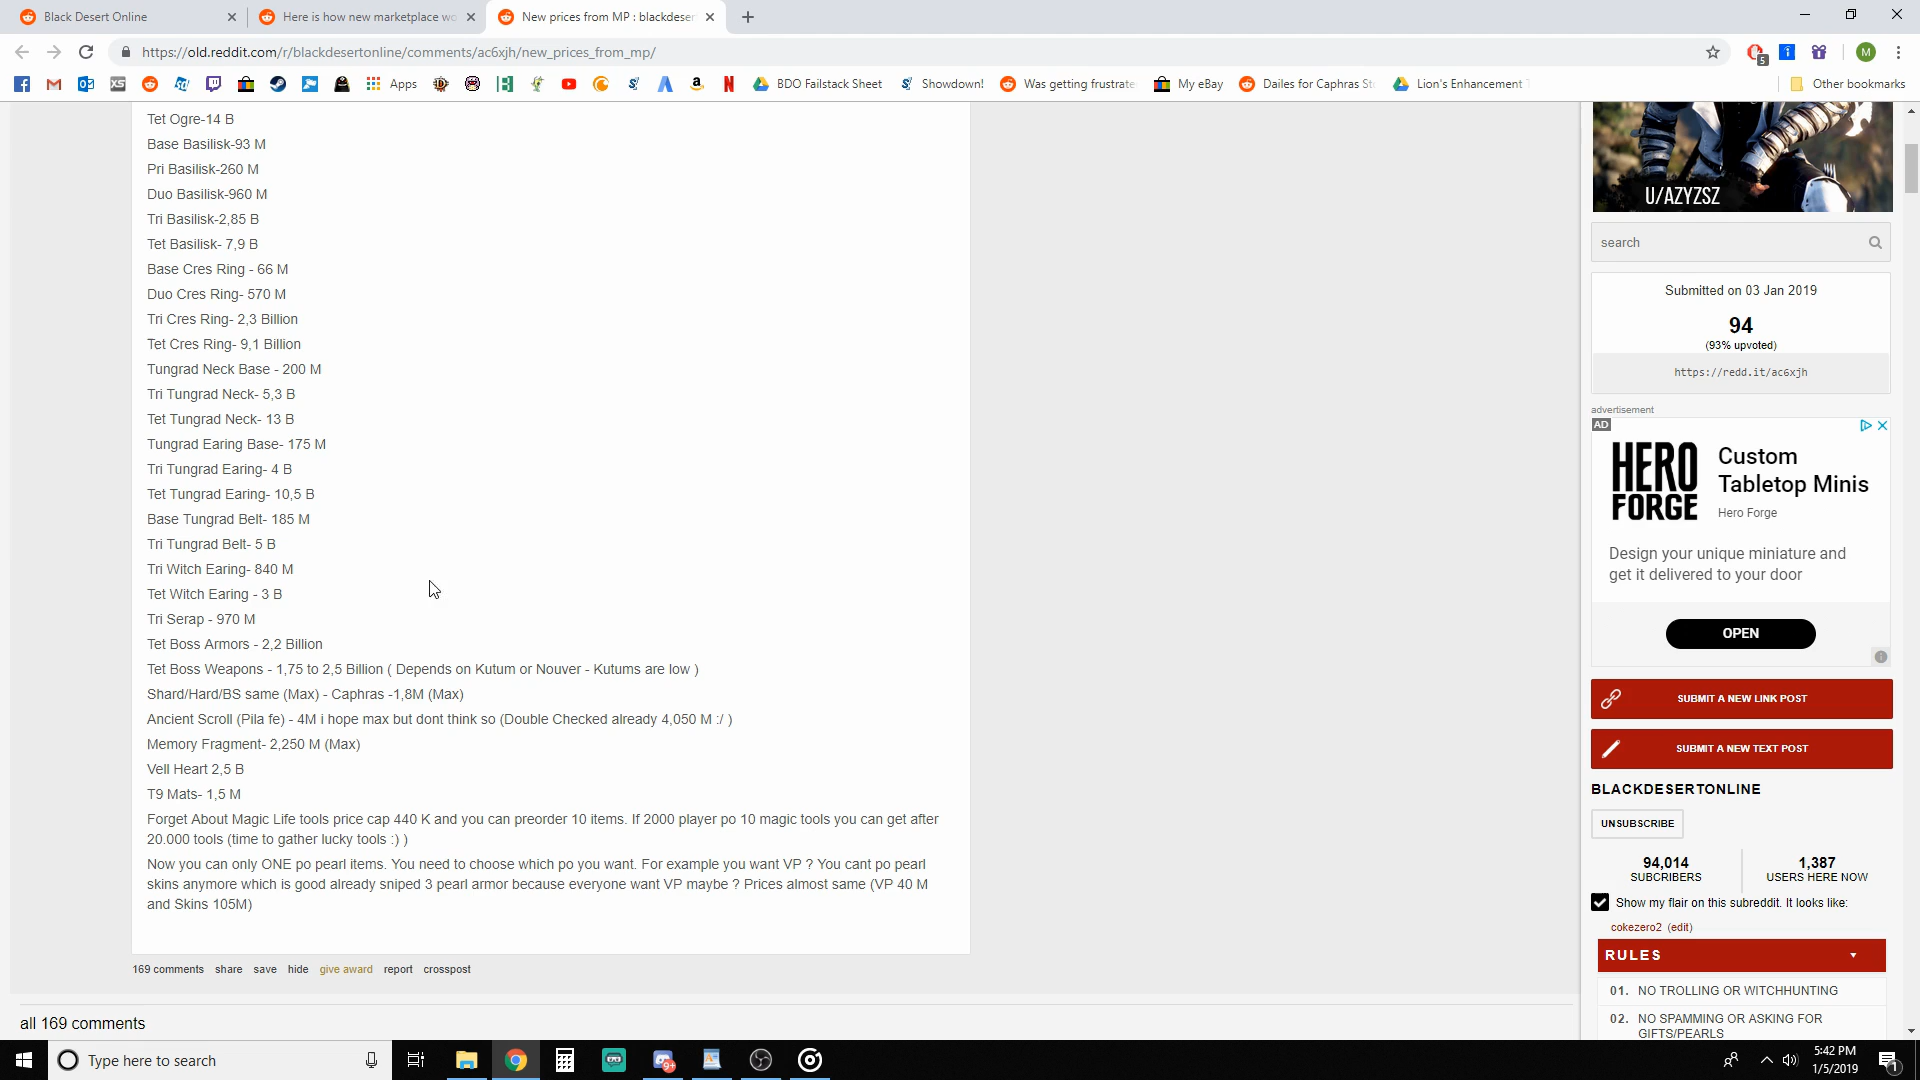 Black Desert Online
Here is how new marketplace wo
New prices from MP : blackdeser
https://old.reddit.com/r/blackdesertonline/comments/ac6xjh/new_prices_from_mp/
5
M
Apps
BDO Failstack Sheet
Showdown!
Was getting frustrate
My eBay
Dailes for Caphras St
Lion's Enhancement T
Other bookmarks
Tet Ogre-14 B
Base Basilisk-93 M
Pri Basilisk-260 M
Duo Basilisk-960 M
Tri Basilisk-2,85 B
Tet Basilisk- 7,9 B
Base Cres Ring - 66 M
Duo Cres Ring- 570 M
Tri Cres Ring- 2,3 Billion
Tet Cres Ring- 9,1 Billion
Tungrad Neck Base - 200 M
Tri Tungrad Neck- 5,3 B
Tet Tungrad Neck- 13 B
Tungrad Earing Base- 175 M
Tri Tungrad Earing- 4 B
Tet Tungrad Earing- 10,5 B
Base Tungrad Belt- 185 M
Tri Tungrad Belt- 5 B
Tri Witch Earing- 840 M
Tet Witch Earing - 3 B
Tri Serap - 970 M
Tet Boss Armors - 2,2 Billion
Tet Boss Weapons - 1,75 to 2,5 Billion ( Depends on Kutum or Nouver - Kutums are low )
Shard/Hard/BS same (Max) - Caphras -1,8M (Max)
Ancient Scroll (Pila fe) - 4M i hope max but dont think so (Double Checked already 4,050 M :/ )
Memory Fragment- 2,250 M (Max)
Vell Heart 2,5 B
T9 Mats- 1,5 M
Forget About Magic Life tools price cap 440 K and you can preorder 10 items. If 2000 player po 10 magic tools you can get after
20.000 tools (time to gather lucky tools :) )
Now you can only ONE po pearl items. You need to choose which po you want. For example you want VP ? You cant po pearl
skins anymore which is good already sniped 3 pearl armor because everyone want VP maybe ? Prices almost same (VP 40 M
and Skins 105M)
169 comments share save hide give award report crosspost
all 169 comments
U/AZYZSZ
search
Submitted on 03 Jan 2019
94
(93% upvoted)
https://redd.it/ac6xjh
advertisement
AD
HERO
FORGE
Custom
Tabletop Minis
Hero Forge
Design your unique miniature and
get it delivered to your door
OPEN
SUBMIT A NEW LINK POST
SUBMIT A NEW TEXT POST
BLACKDESERTONLINE
UNSUBSCRIBE
94,014
SUBCRIBERS
1,387
USERS HERE NOW
Show my flair on this subreddit. It looks like:
cokezero2 (edit)
RULES
01. NO TROLLING OR WITCHHUNTING
02. NO SPAMMING OR ASKING FOR
GIFTS/PEARLS
Type here to search
9+
5:42 PM
1/5/2019
1